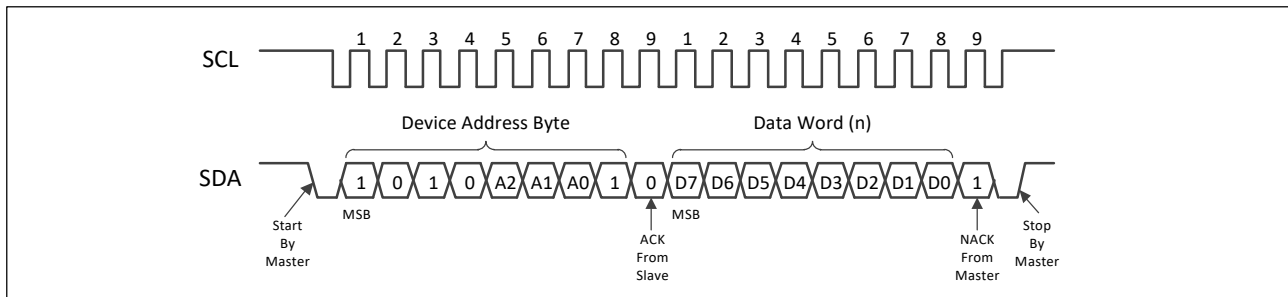 1 2 3 4 5 6 7 8 9 1 2 3 4 5 6 7 8 9
SCL
Device Address Byte
Data Word (n)
SDA
1 0 1 0 A2 A1 A0 1 0 D7 D6 D5 D4 D3 D2 D1 D0 1
MSB
MSB
Start
By
Master
ACK
From
Slave
NACK
From
Master
Stop
By
Master